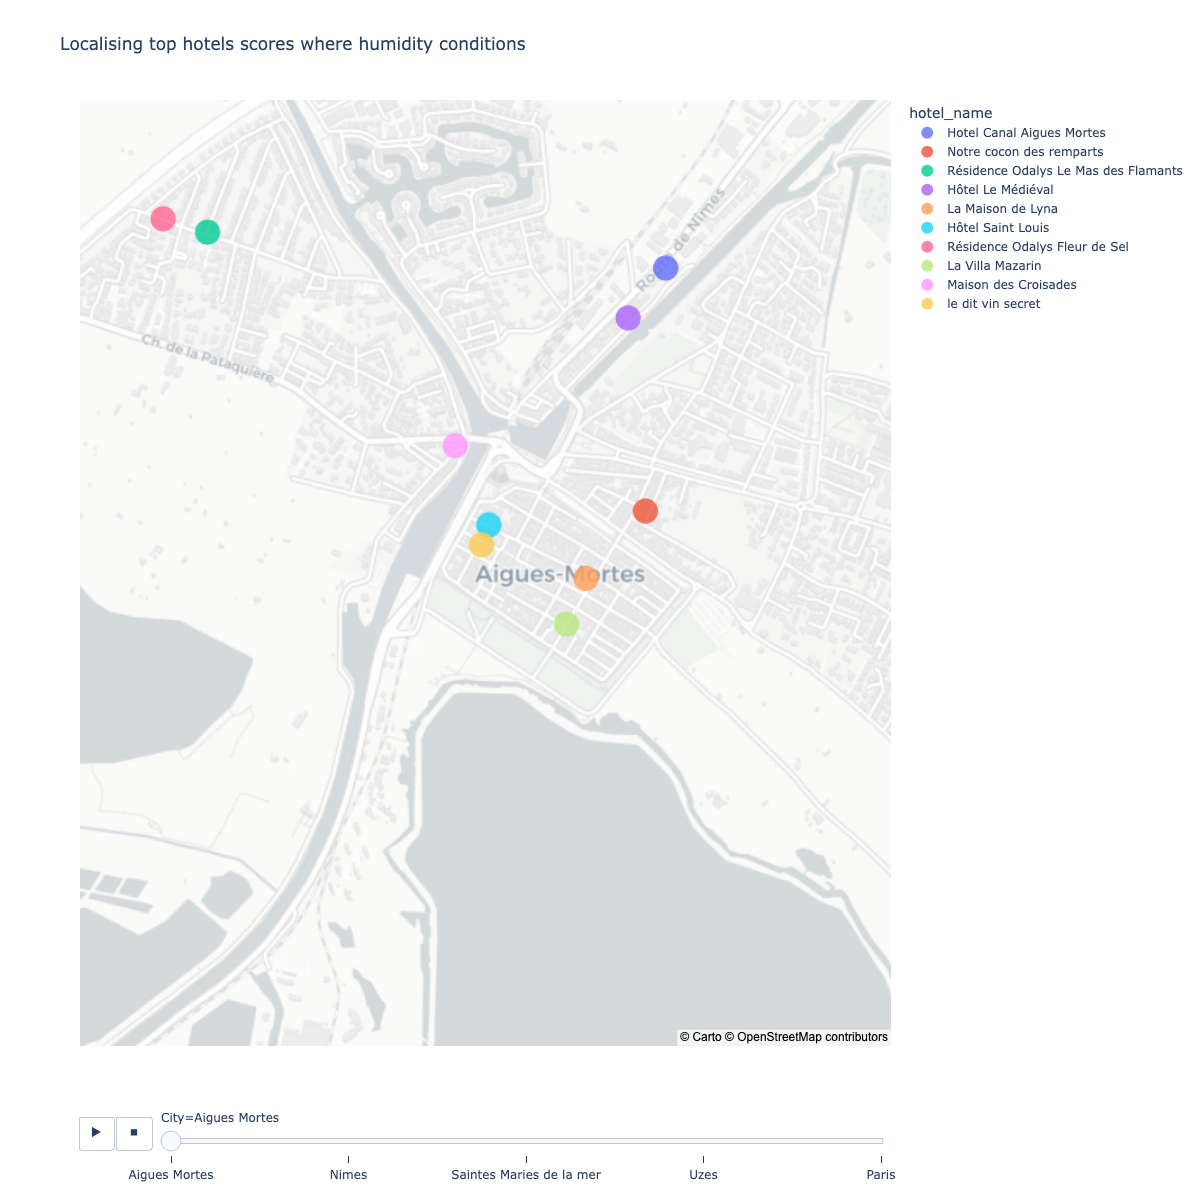 Localising top hotels scores where humidity conditions
hotel_name
Hotel Canal Aigues Mortes
Notre cocon des remparts
Résidence Odalys Le Mas des Flamants
Hôtel Le Médiéval
La Maison de Lyna
Hôtel Saint Louis
Résidence Odalys Fleur de Sel
La Villa Mazarin
Maison des Croisades
le dit vin secret
Route de Nîmes
Ch. de la Pataquière
Aigues-Mortes
© Carto © OpenStreetMap contributors
City=Aigues Mortes
Aigues Mortes
Nimes
Saintes Maries de la mer
Uzes
Paris